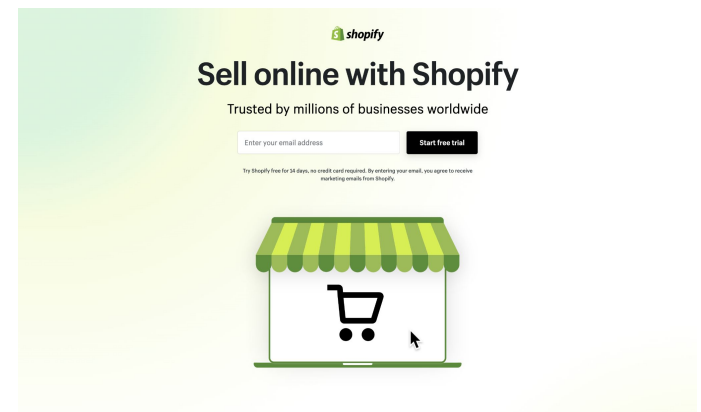 shopify
Sell online with Shopify
Trusted by millions of businesses worldwide
Enter your email address
Start free trial
Try Shopify free for 14 days, no credit card required. By entering your email, you agree to receive
marketing emails from Shopify.